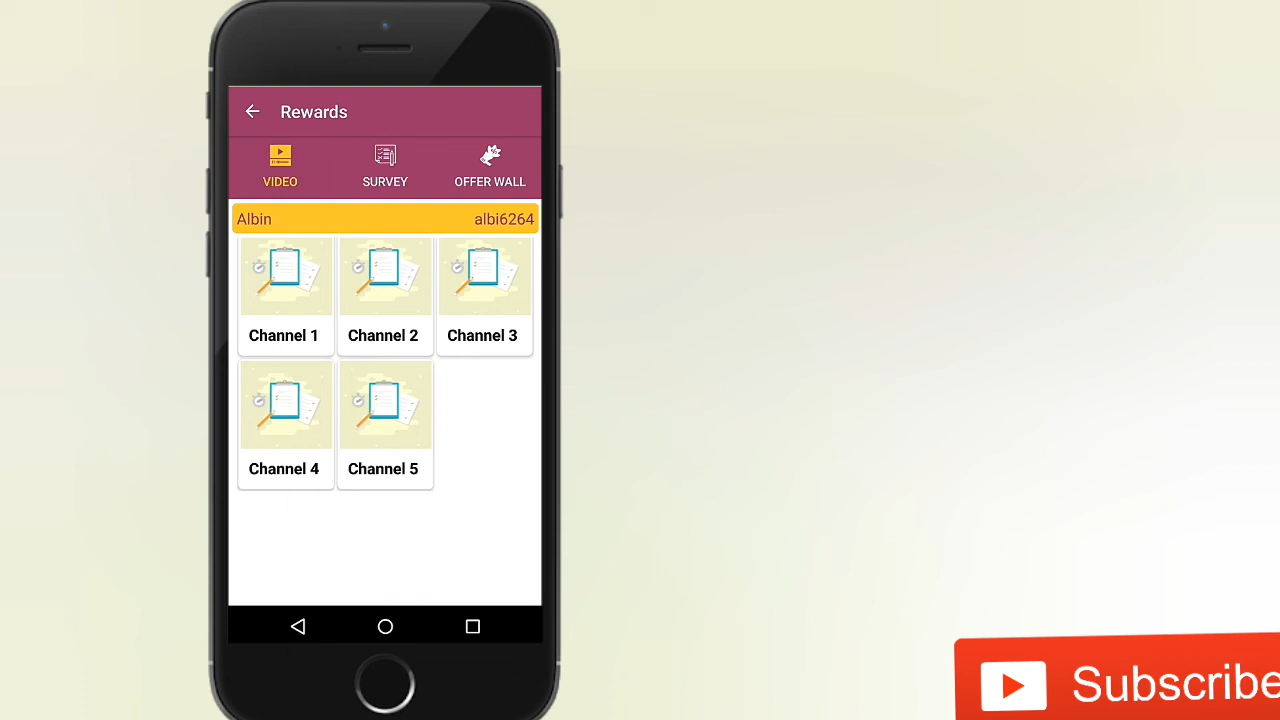 Rewards
VIDEO SURVEY OFFER WALL
Albin albi6264
Channel 1 Channel 2 Channel 3
Channel 4 Channel 5
Subscribe